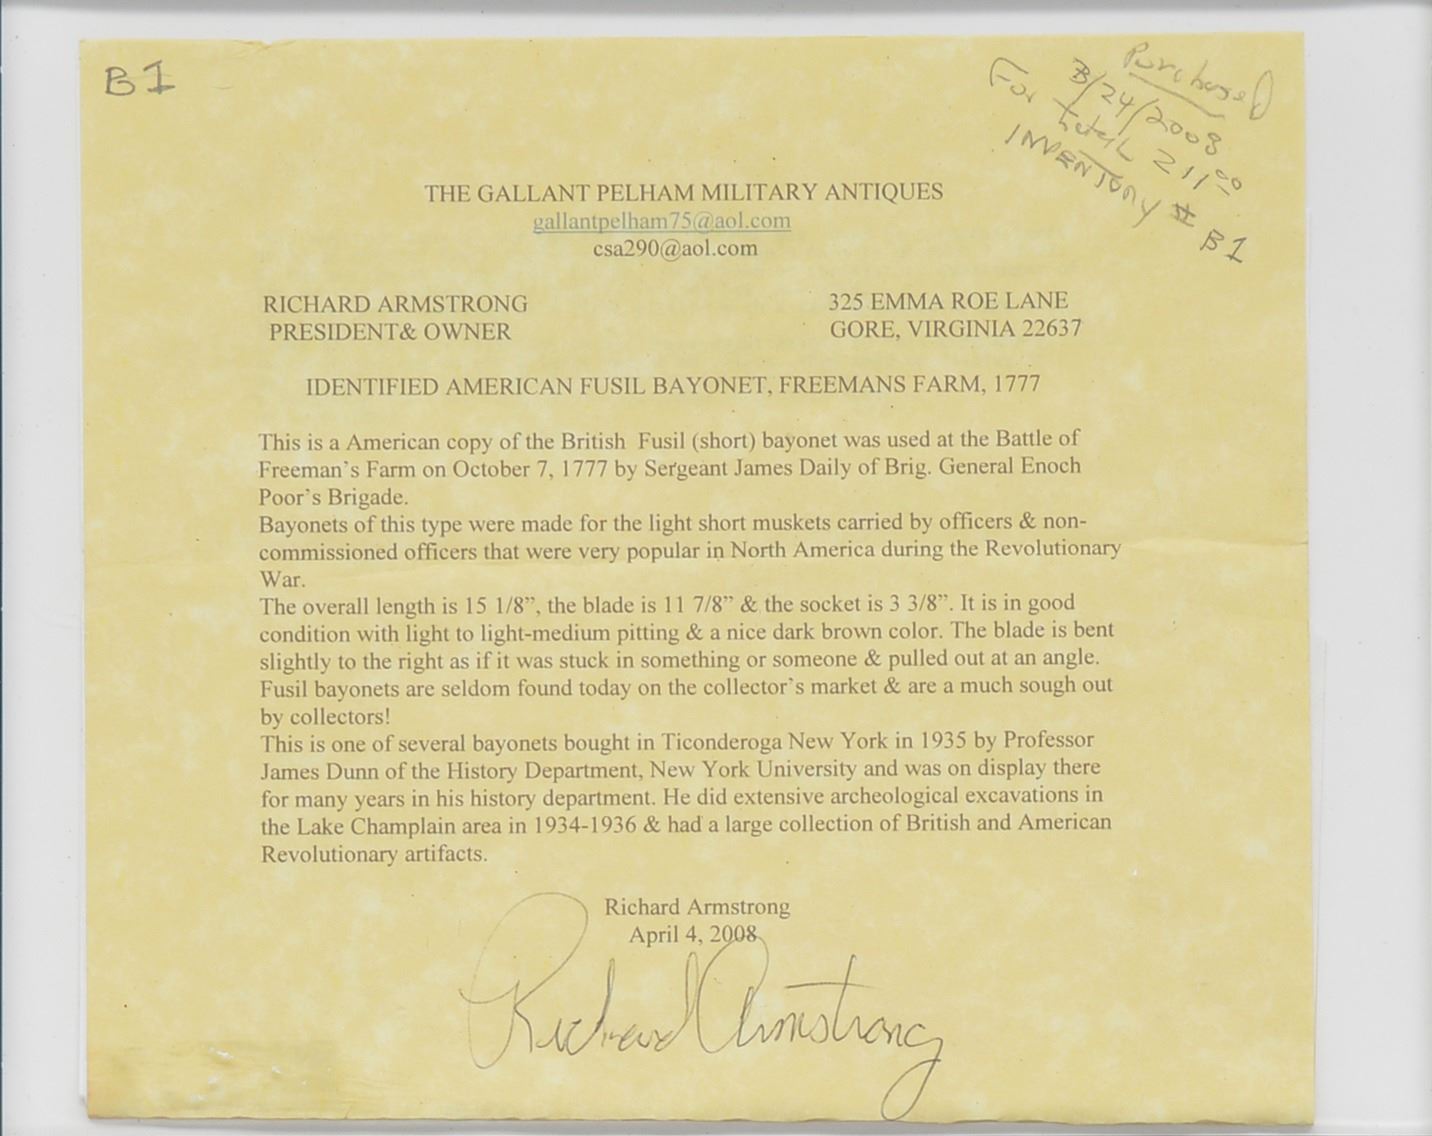 B1
Purchased
3/24/2008
For total 211.00
INVENTORY # B1
THE GALLANT PELHAM MILITARY ANTIQUES
gallantpelham75@aol.com
csa290@aol.com
RICHARD ARMSTRONG
325 EMMA ROE LANE
PRESIDENT& OWNER
GORE, VIRGINIA 22637
IDENTIFIED AMERICAN FUSIL BAYONET, FREEMANS FARM, 1777
This is a American copy of the British Fusil (short) bayonet was used at the Battle of
Freeman's Farm on October 7, 1777 by Sergeant James Daily of Brig. General Enoch
Poor's Brigade.
Bayonets of this type were made for the light short muskets carried by officers & non-
commissioned officers that were very popular in North America during the Revolutionary
War.
The overall length is 15 1/8”, the blade is 11 7/8” & the socket is 3 3/8”. It is in good
condition with light to light-medium pitting & a nice dark brown color. The blade is bent
slightly to the right as if it was stuck in something or someone & pulled out at an angle.
Fusil bayonets are seldom found today on the collector's market & are a much sough out
by collectors!
This is one of several bayonets bought in Ticonderoga New York in 1935 by Professor
James Dunn of the History Department, New York University and was on display there
for many years in his history department. He did extensive archeological excavations in
the Lake Champlain area in 1934-1936 & had a large collection of British and American
Revolutionary artifacts.
Richard Armstrong
April 4, 2008
Richard Armstrong